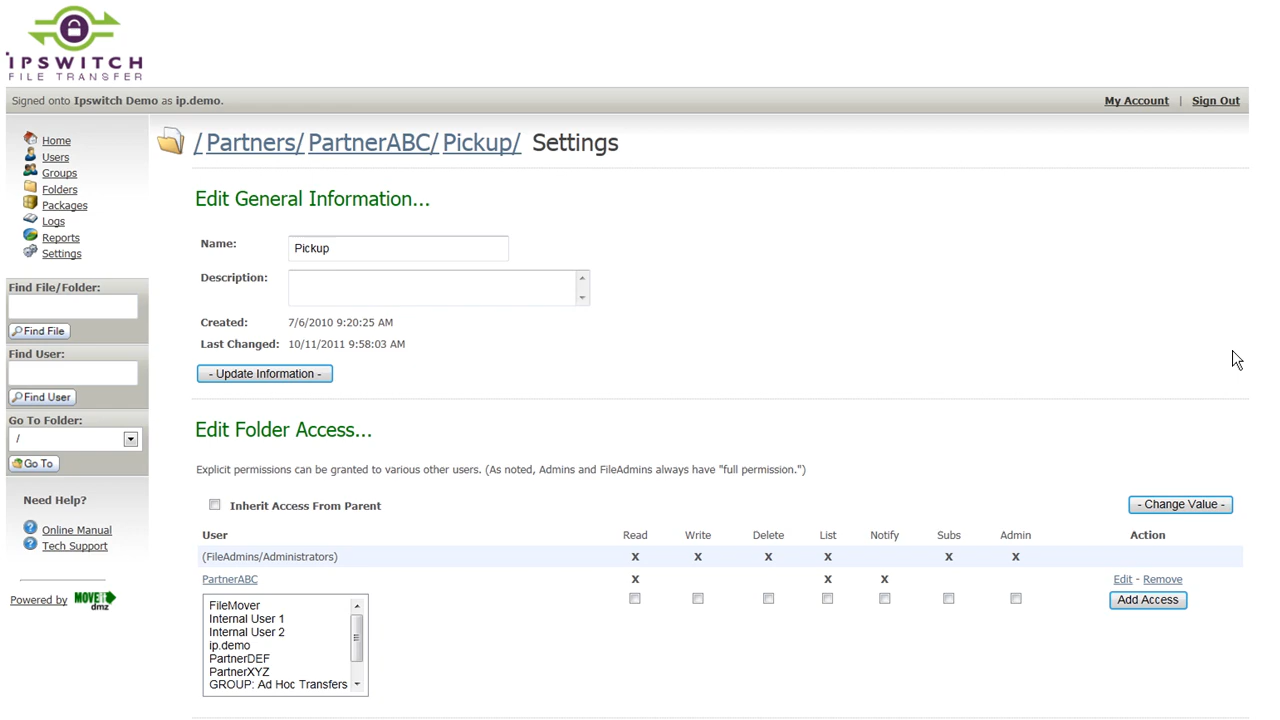 IPSWITCH
FILE TRANSFER
Signed onto Ipswitch Demo as ip.demo.
My Account | Sign Out
Home
Users
Groups
Folders
Packages
Logs
Reports
Settings
Find File/Folder:
Find File
Find User:
Find User
Go To Folder:
/
Go To
Need Help?
Online Manual
Tech Support
Powered by MOVEit dmz
/ Partners/ PartnerABC/ Pickup/ Settings
Edit General Information...
Name: Pickup
Description:
Created: 7/6/2010 9:20:25 AM
Last Changed: 10/11/2011 9:58:03 AM
- Update Information -
Edit Folder Access...
Explicit permissions can be granted to various other users. (As noted, Admins and FileAdmins always have "full permission.")
Inherit Access From Parent - Change Value -
User Read Write Delete List Notify Subs Admin Action
(FileAdmins/Administrators) X X X X X X
PartnerABC X X X Edit - Remove
Add Access
FileMover
Internal User 1
Internal User 2
ip.demo
PartnerDEF
PartnerXYZ
GROUP: Ad Hoc Transfers